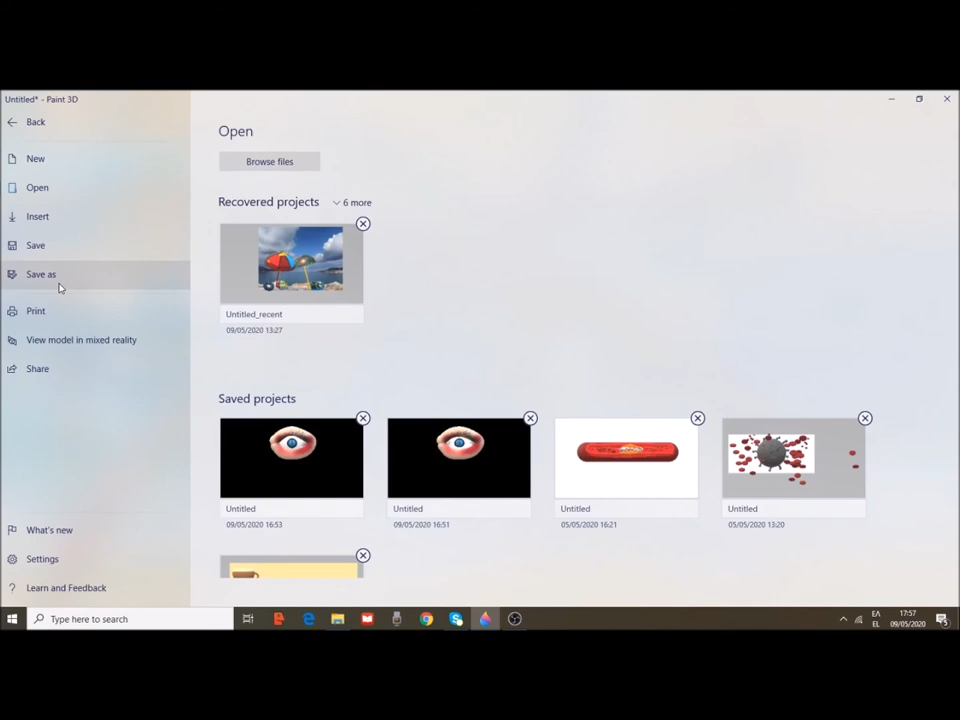 Untitled* - Paint 3D
Back
New
Open
Insert
Save
Save as
Print
View model in mixed reality
Share
What's new
Settings
Learn and Feedback
Open
Browse files
Recovered projects 6 more
Untitled_recent
09/05/2020 13:27
Saved projects
Untitled
09/05/2020 16:53
Untitled
09/05/2020 16:51
Untitled
05/05/2020 16:21
Untitled
05/05/2020 13:20
Type here to search
ΕΛ
EL
17:57
09/05/2020